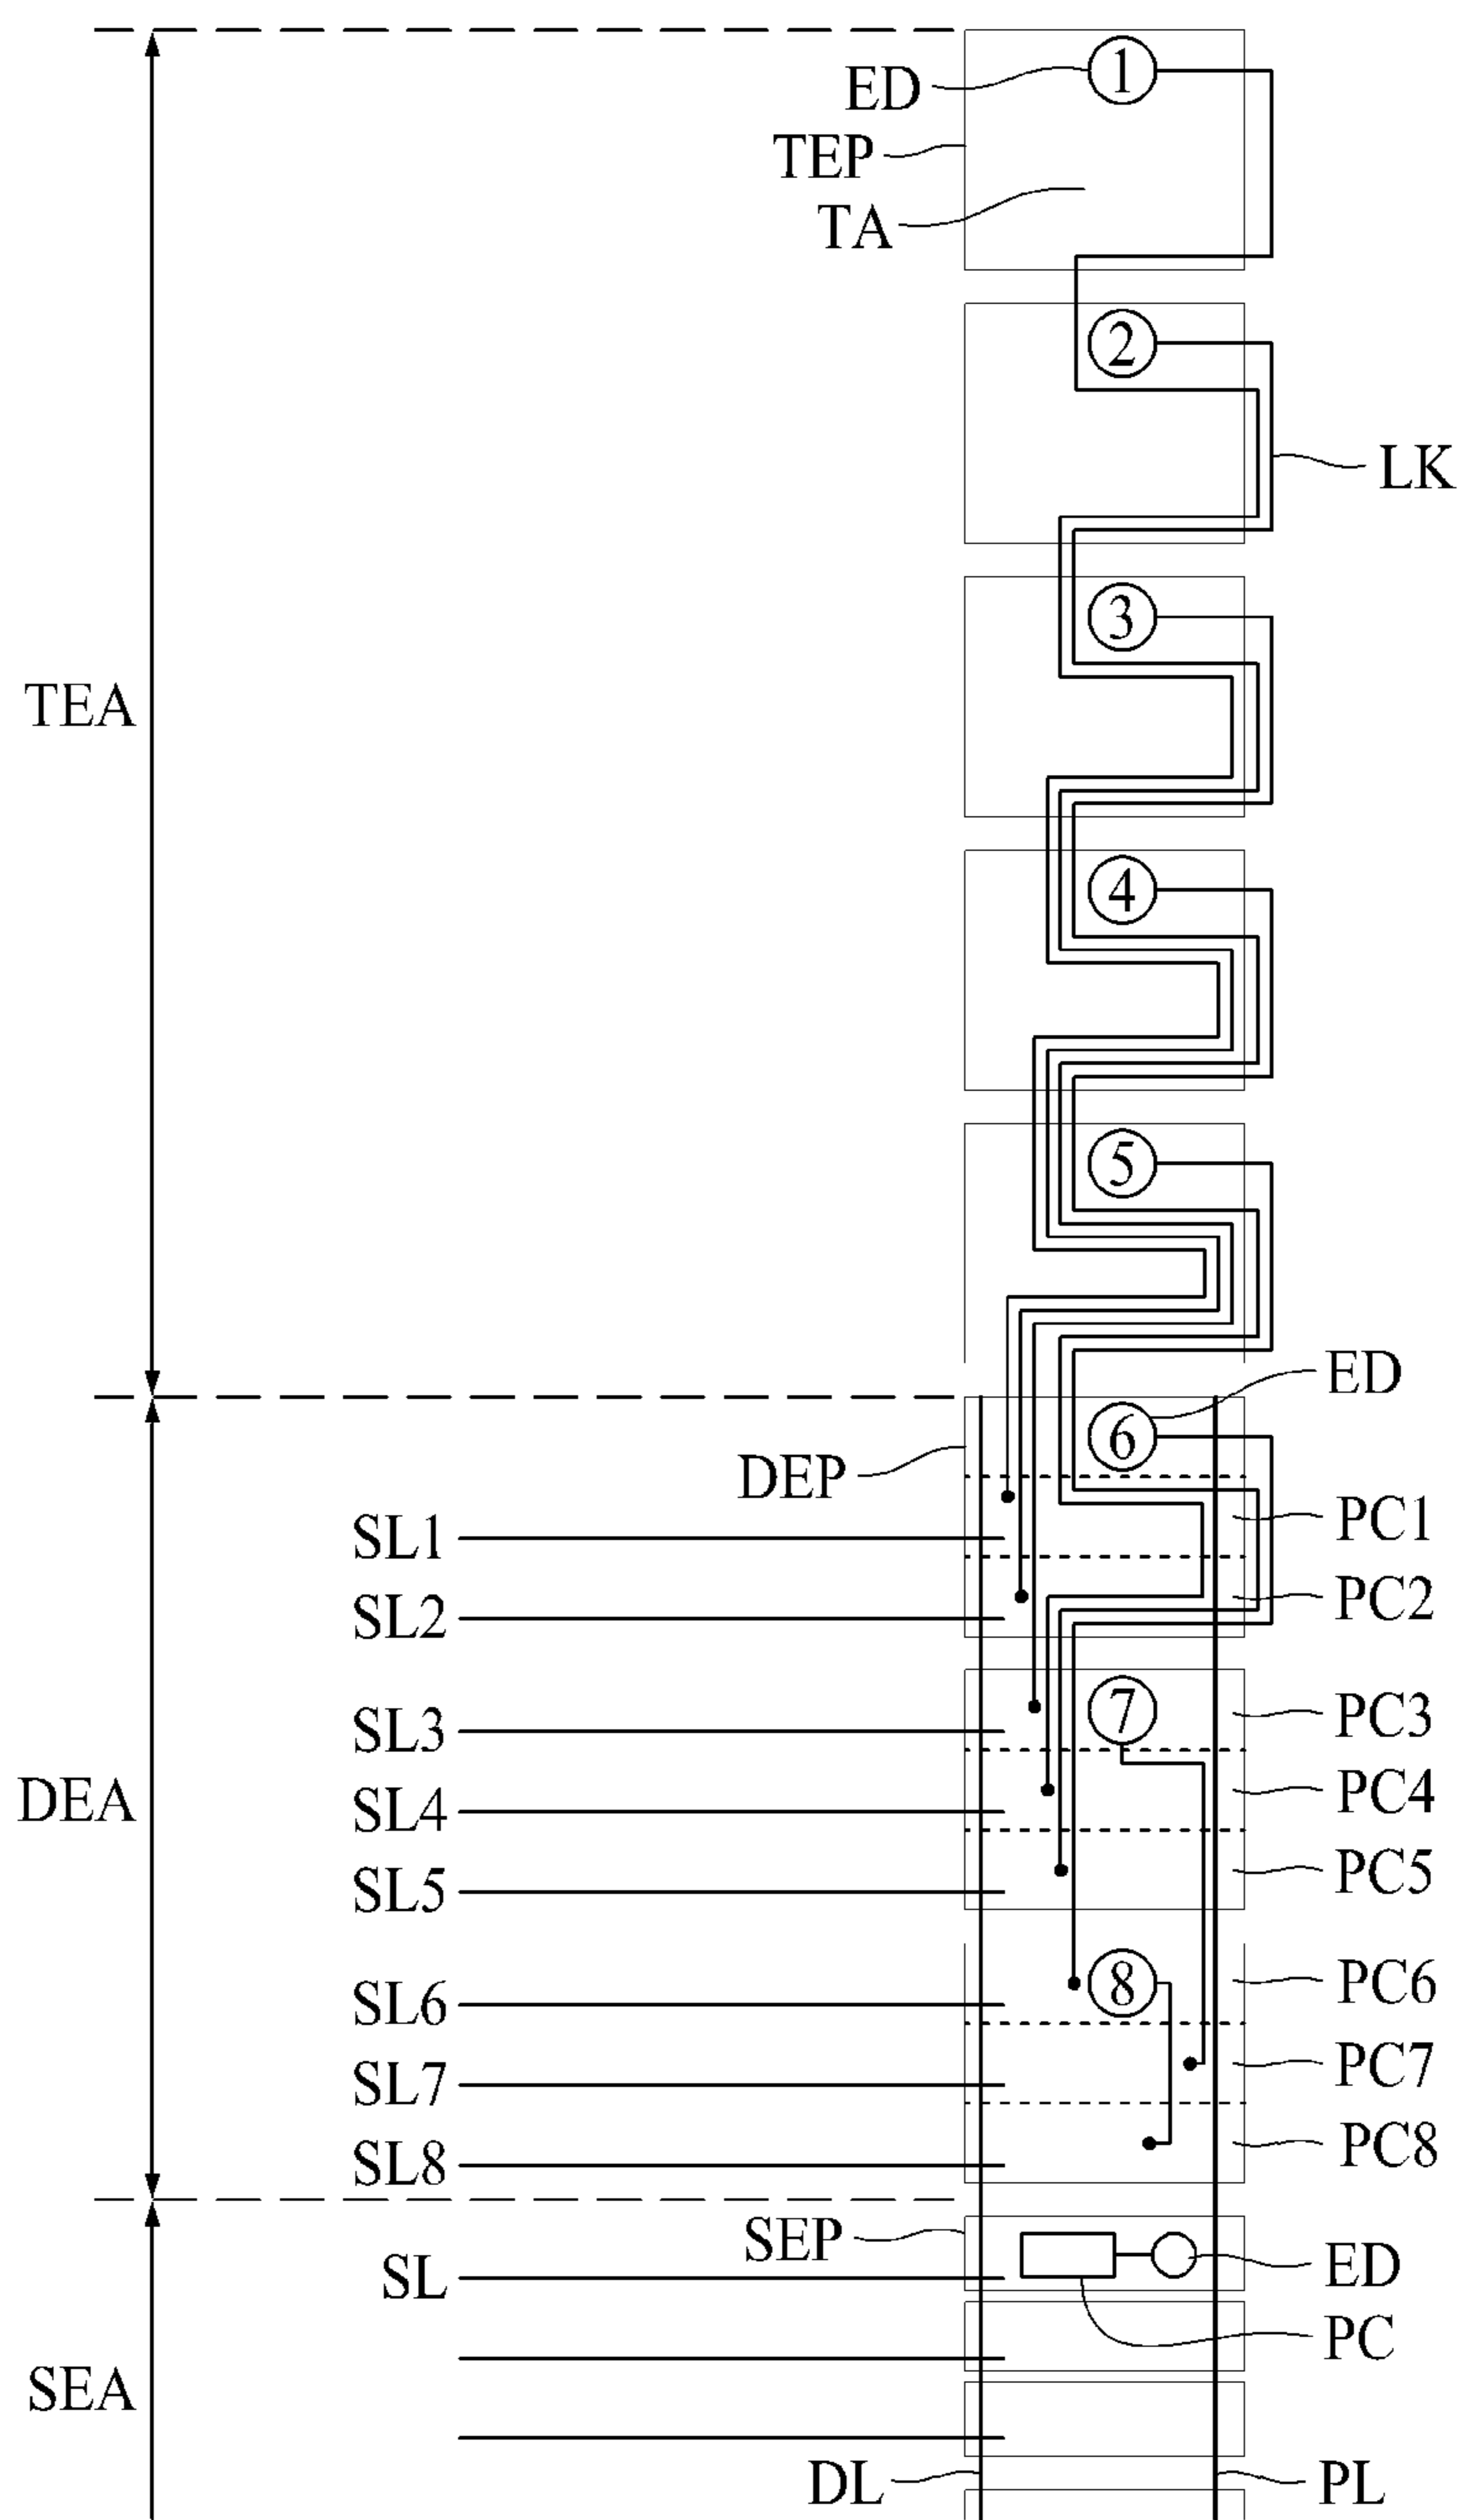 1
ED
TEP
TA
2
LK
3
TEA
4
5
ED
6
DEP
PC1
SL1
PC2
SL2
7
PC3
SL3
PC4
DEA
SL4
PC5
SL5
8
PC6
SL6
PC7
SL7
PC8
SL8
SEP
ED
SL
PC
SEA
DL
PL